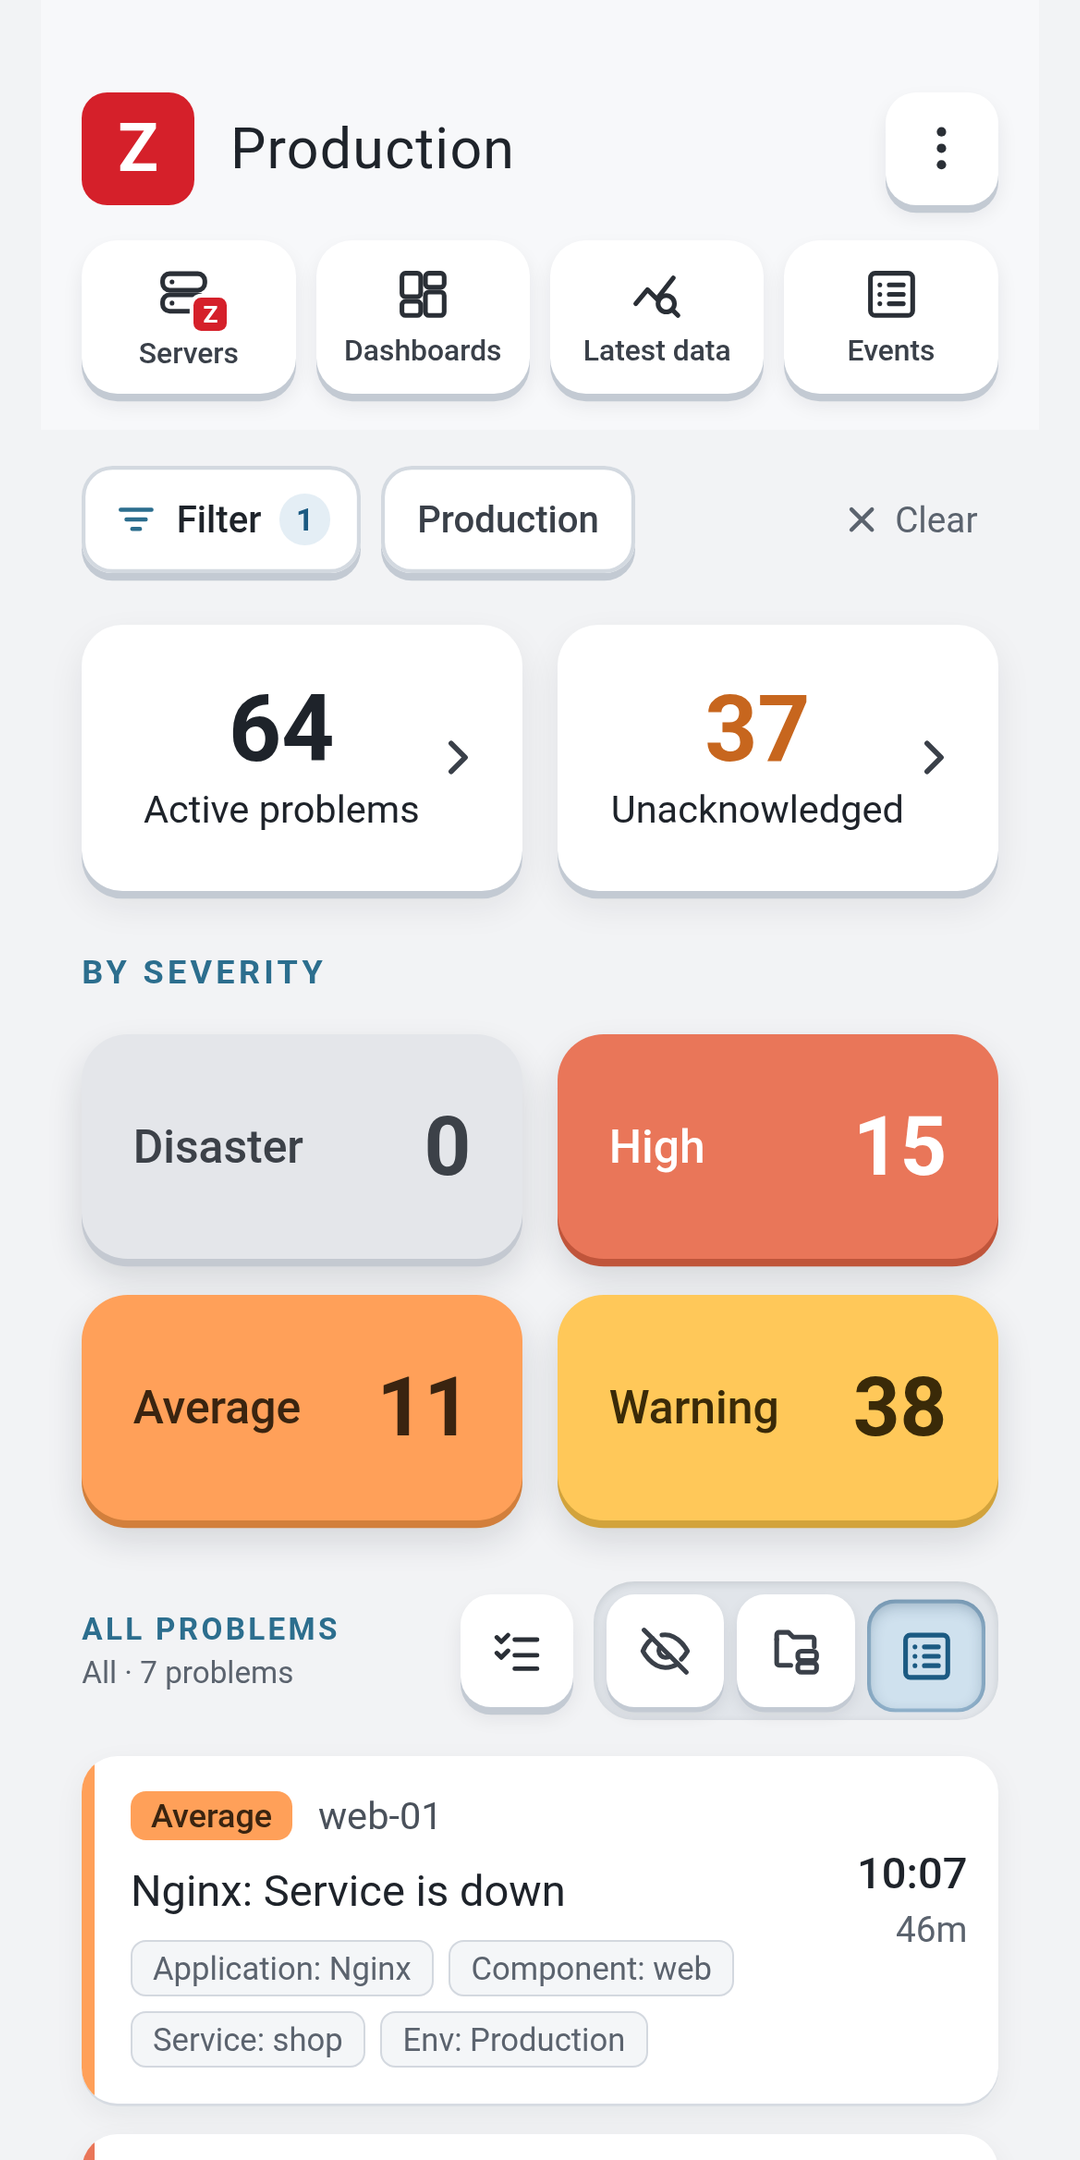 Z Production
Z
Servers Dashboards Latest data Events
Filter 1 Production Clear
64 37
Active problems Unacknowledged
BY SEVERITY
Disaster 0 High 15
Average 11 Warning 38
ALL PROBLEMS
All · 7 problems
Average web-01
Nginx: Service is down 10:07
46m
Application: Nginx Component: web
Service: shop Env: Production